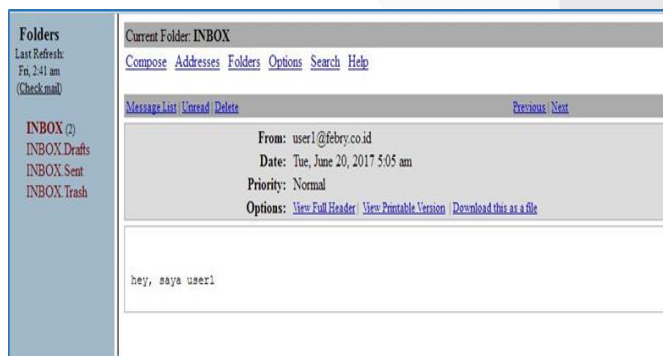 Folders
Last Refresh:
Fri, 2:41 am
(Check mail)
INBOX (2)
INBOX.Drafts
INBOX.Sent
INBOX.Trash
Current Folder: INBOX
Compose Addresses Folders Options Search Help
Message List | Unread | Delete Previous | Next
From: user1@febry.co.id
Date: Tue, June 20, 2017 5:05 am
Priority: Normal
Options: View Full Header | View Printable Version | Download this as a file
hey, saya user1